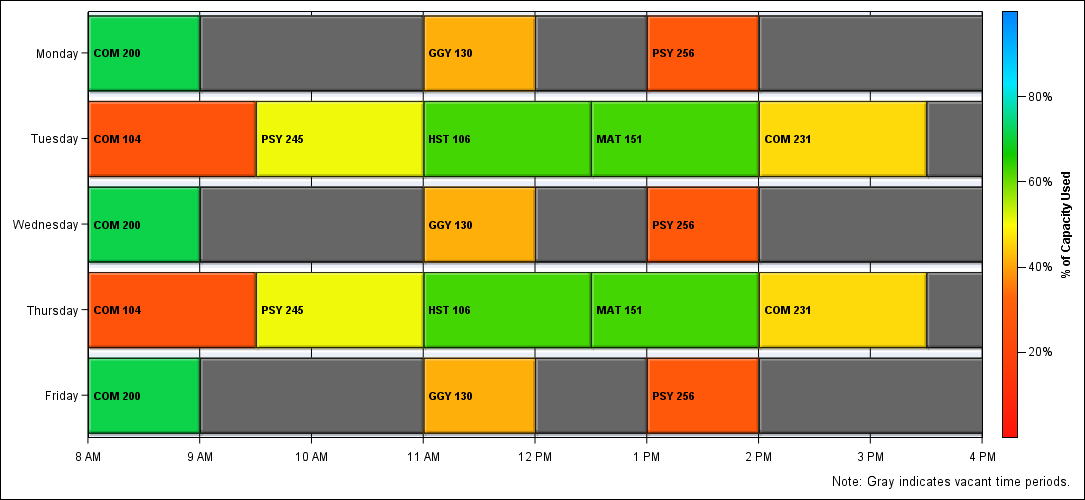 Monday COM 200 GGY 130 PSY 256
80%
Tuesday COM 104 PSY 245 HST 106 MAT 151 COM 231
60%
Wednesday COM 200 GGY 130 PSY 256
% of Capacity Used
40%
Thursday COM 104 PSY 245 HST 106 MAT 151 COM 231
20%
Friday COM 200 GGY 130 PSY 256
8 AM 9 AM 10 AM 11 AM 12 PM 1 PM 2 PM 3 PM 4 PM
Note: Gray indicates vacant time periods.